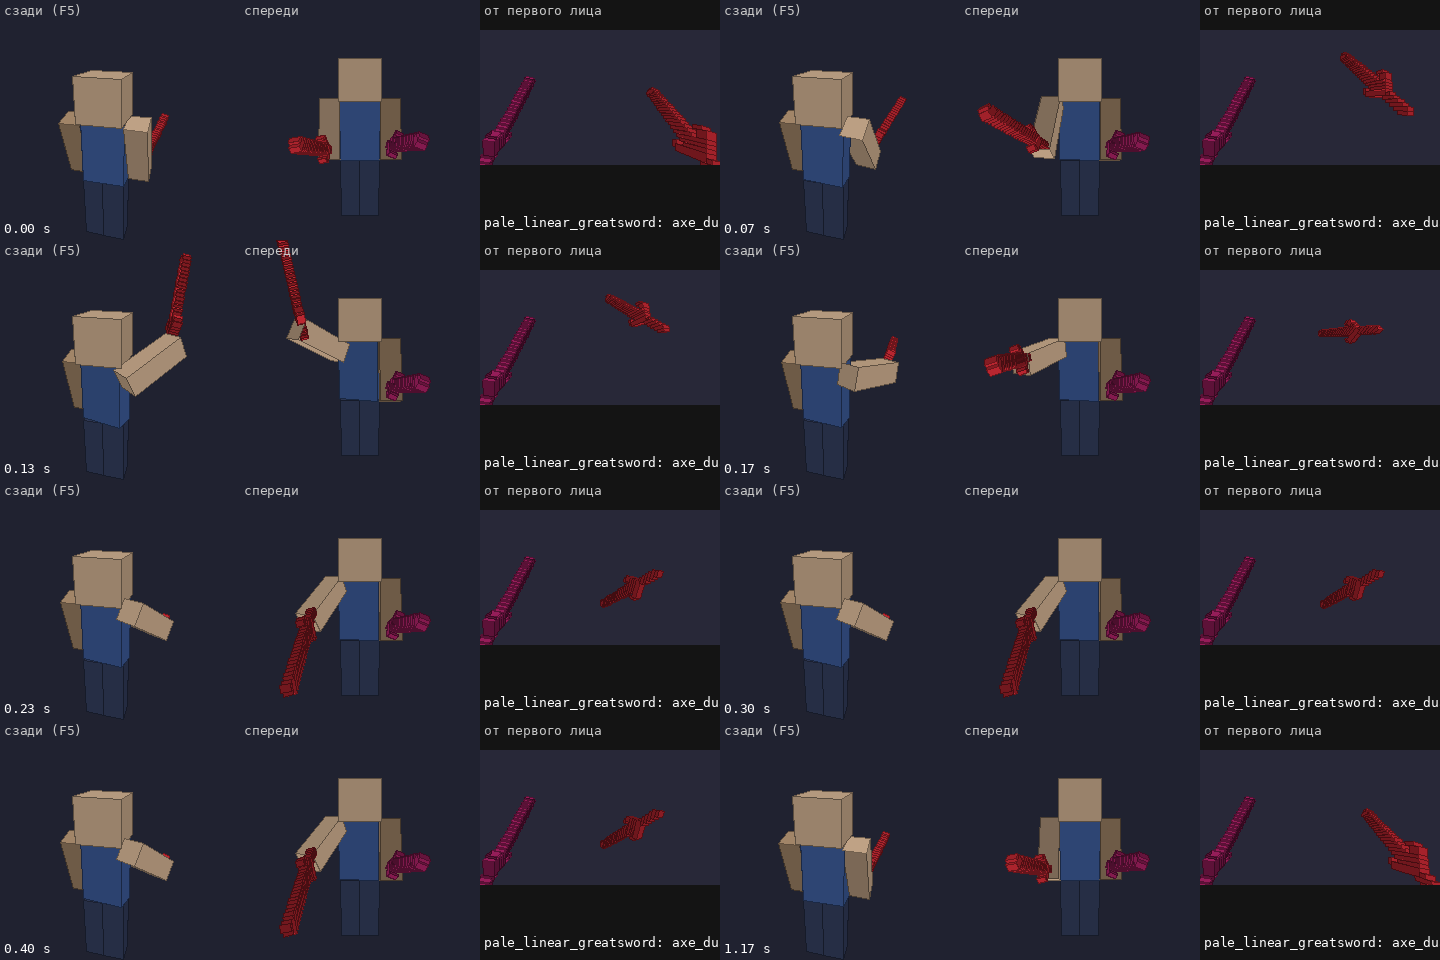 сзади (F5) спереди от первого лица сзади (F5) спереди от первого лица
pale_linear_greatsword: axe_du pale_linear_greatsword: axe_du
0.00 s 0.07 s
сзади (F5) спереди от первого лица сзади (F5) спереди от первого лица
pale_linear_greatsword: axe_du pale_linear_greatsword: axe_du
0.13 s 0.17 s
сзади (F5) спереди от первого лица сзади (F5) спереди от первого лица
pale_linear_greatsword: axe_du pale_linear_greatsword: axe_du
0.23 s 0.30 s
сзади (F5) спереди от первого лица сзади (F5) спереди от первого лица
pale_linear_greatsword: axe_du pale_linear_greatsword: axe_du
0.40 s 1.17 s